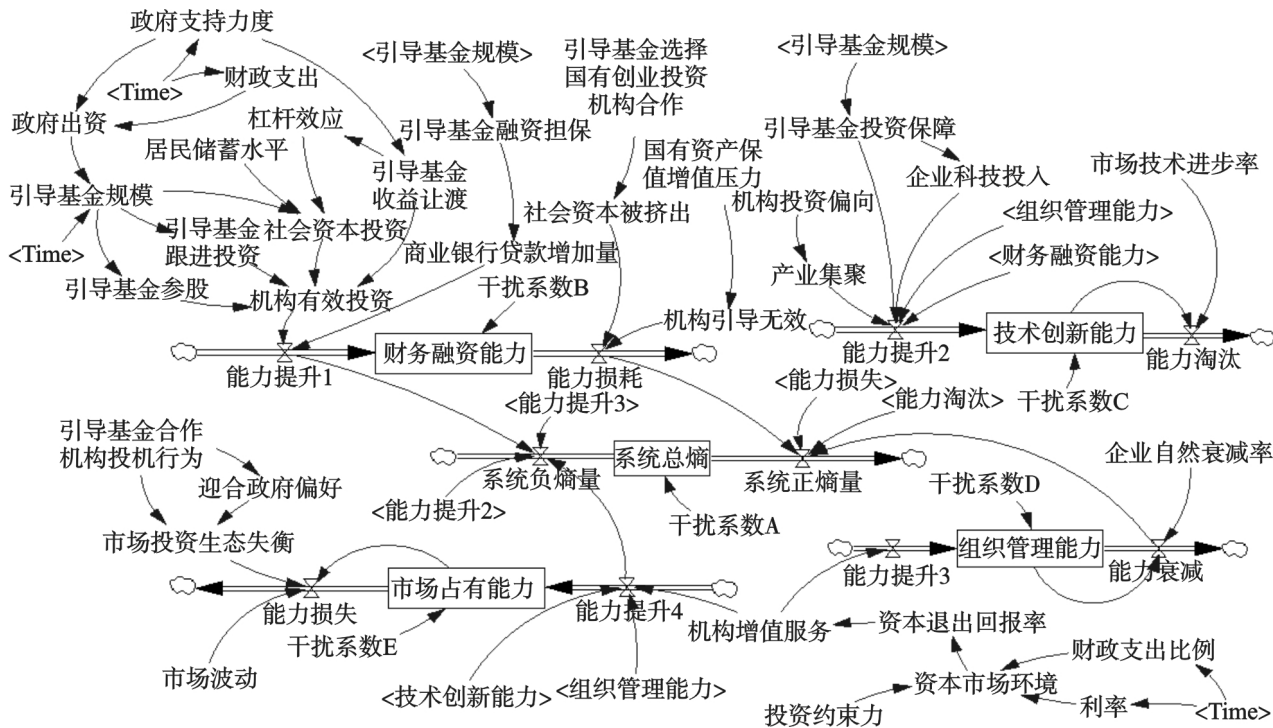 政府支持力度
<Time>
财政支出
政府出资
杠杆效应
居民储蓄水平
引导基金
收益让渡
引导基金规模
<Time>
引导基金
跟进投资
社会资本投资
引导基金参股
机构有效投资
<引导基金规模>
引导基金融资担保
商业银行贷款增加量
引导基金选择
国有创业投资
机构合作
国有资产保
值增值压力
社会资本被挤出
干扰系数B
机构引导无效
财务融资能力
能力提升1
能力损耗
<引导基金规模>
引导基金投资保障
企业科技投入
市场技术进步率
机构投资偏向
<组织管理能力>
<财务融资能力>
产业集聚
技术创新能力
能力提升2
能力淘汰
干扰系数C
<能力提升3>
<能力损失>
<能力淘汰>
系统总熵
系统负熵量
系统正熵量
<能力提升2>
干扰系数A
引导基金合作
机构投机行为
迎合政府偏好
市场投资生态失衡
市场占有能力
能力损失
能力提升4
干扰系数E
市场波动
<技术创新能力>
<组织管理能力>
企业自然衰减率
干扰系数D
组织管理能力
能力提升3
能力衰减
机构增值服务
资本退出回报率
财政支出比例
资本市场环境
投资约束力
利率
<Time>